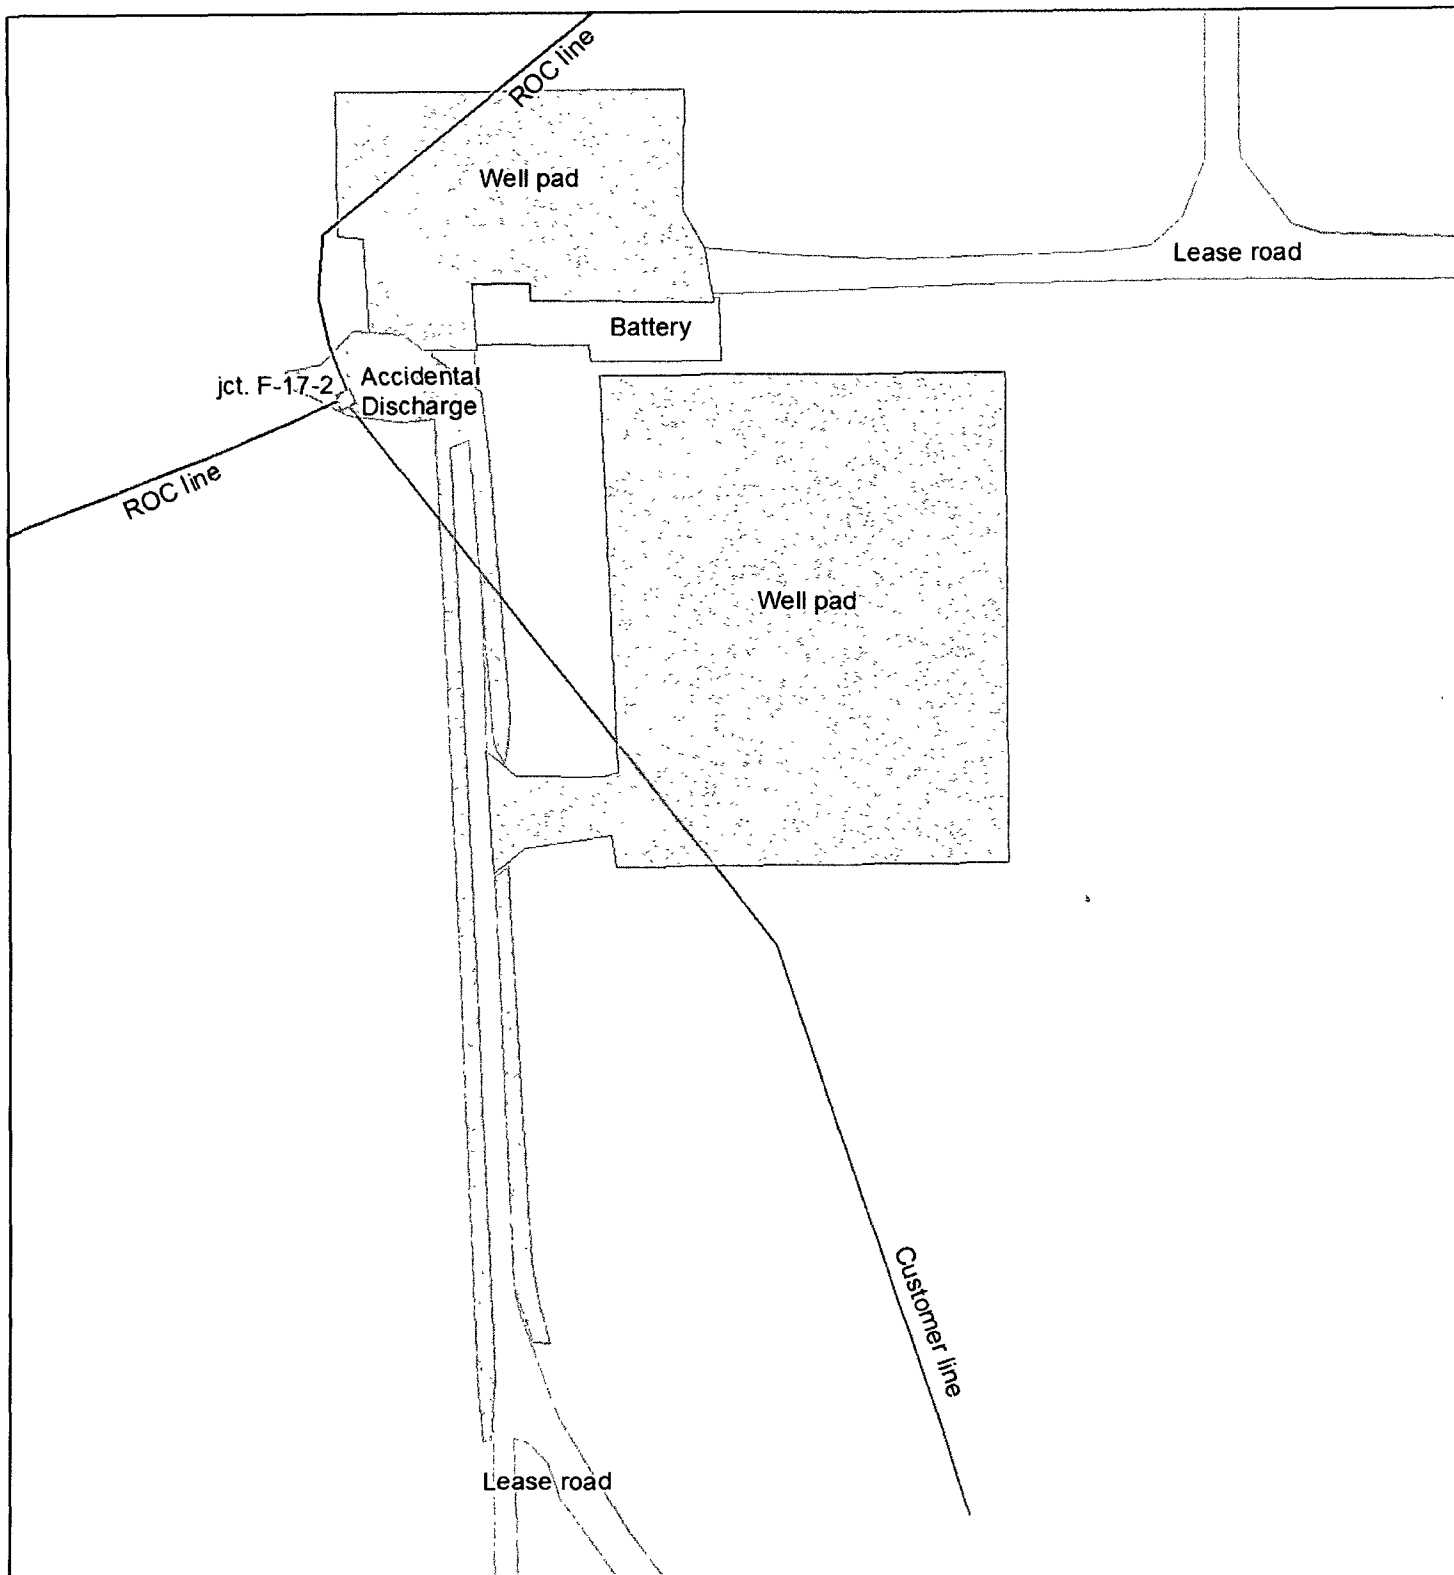 ROC line
Well pad
Lease road
Battery
jct. F-17-2
Accidental
Discharge
ROC line
Well pad
Customer line
Lease road